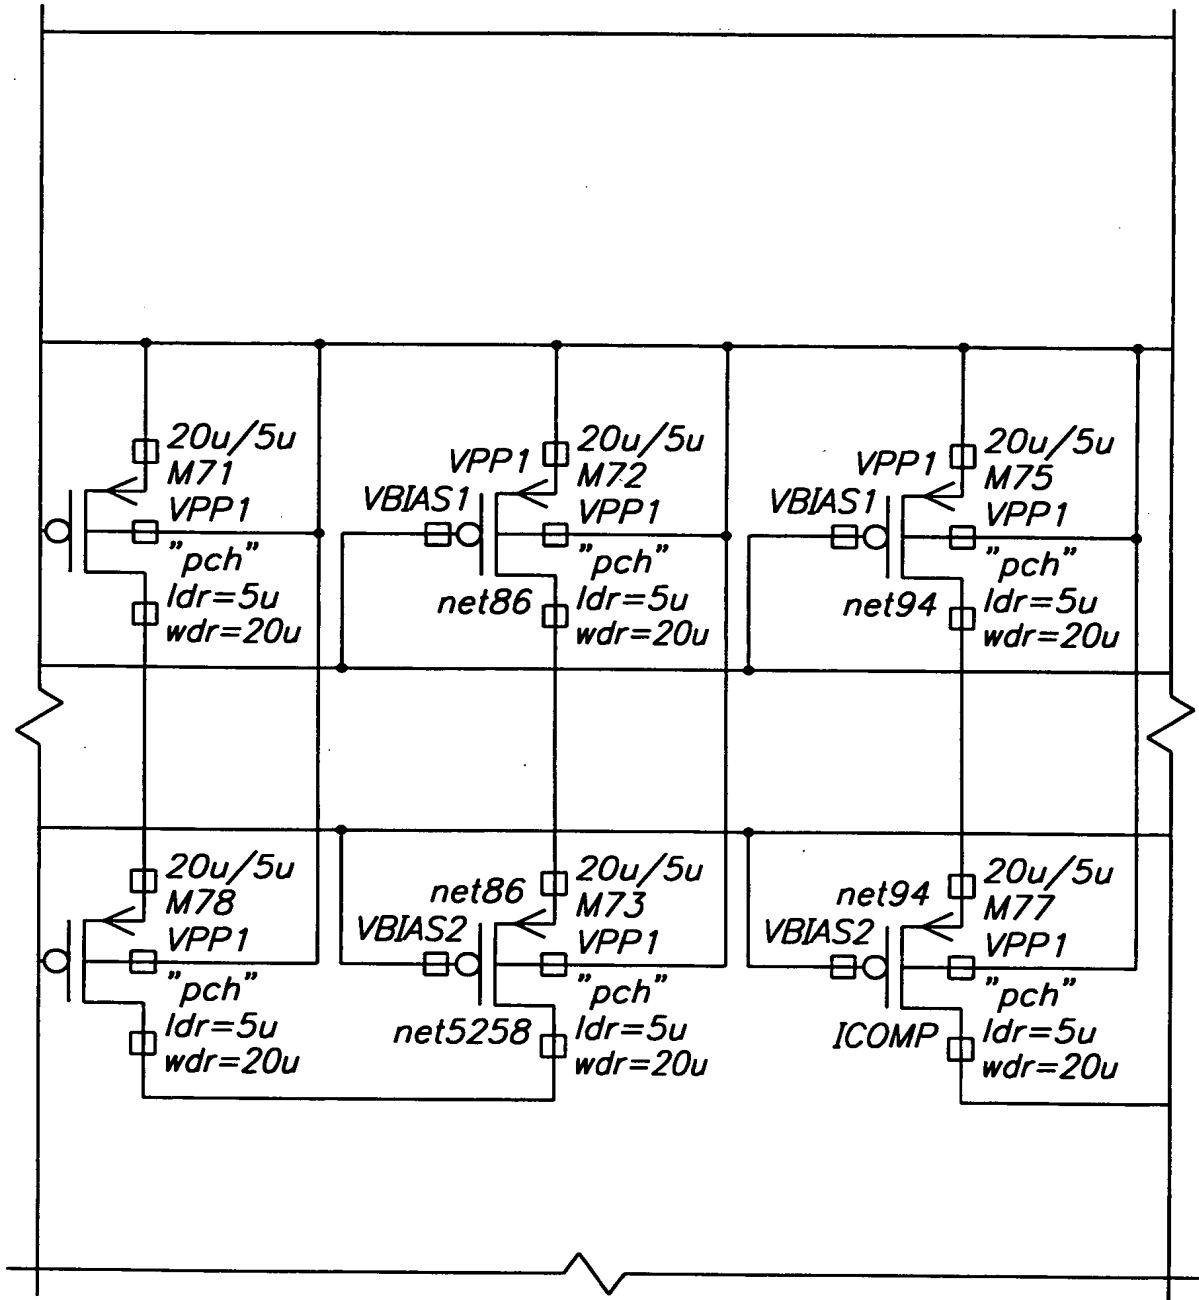 20u/5u
M71
VPP1
"pch"
ldr=5u
wdr=20u
VPP1
VBIAS1
net86
20u/5u
M72
VPP1
"pch"
ldr=5u
wdr=20u
VPP1
VBIAS1
net94
20u/5u
M75
VPP1
"pch"
ldr=5u
wdr=20u
20u/5u
M78
VPP1
"pch"
ldr=5u
wdr=20u
net86
VBIAS2
net5258
20u/5u
M73
VPP1
"pch"
ldr=5u
wdr=20u
net94
VBIAS2
ICOMP
20u/5u
M77
VPP1
"pch"
ldr=5u
wdr=20u